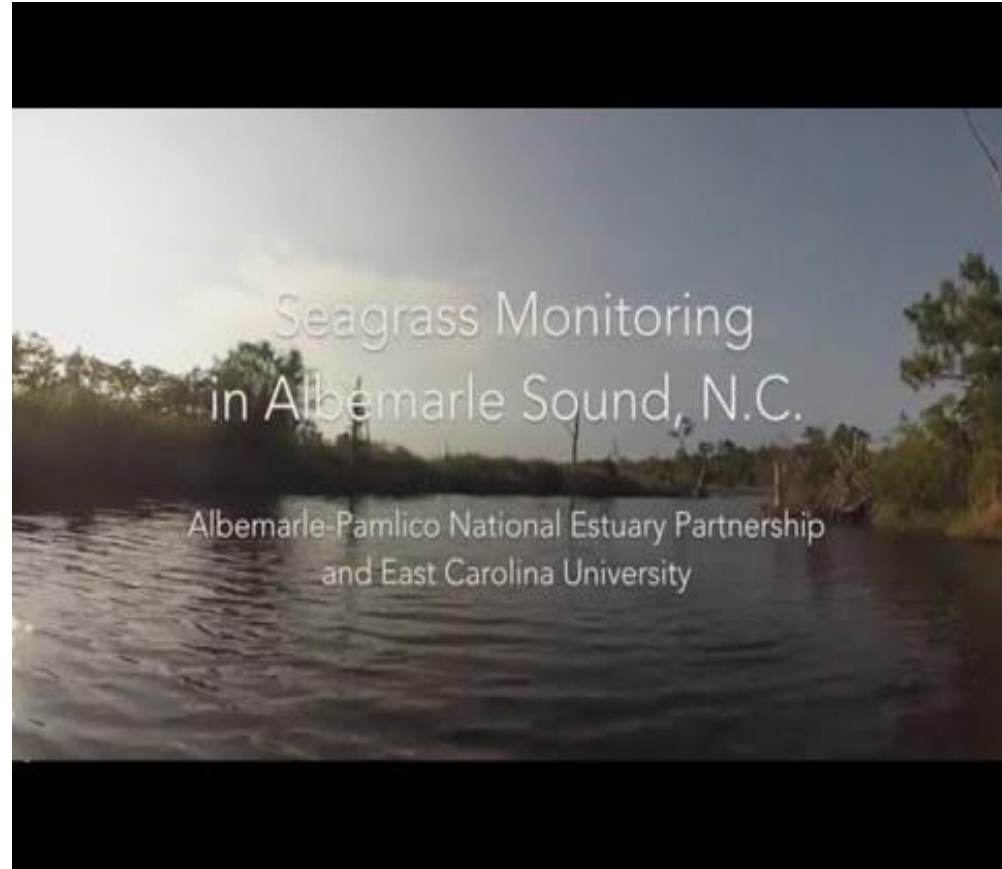 Seagrass Monitoring
in Albemarle Sound, N.C.
Albemarle-Pamlico National Estuary Partnership
and East Carolina University